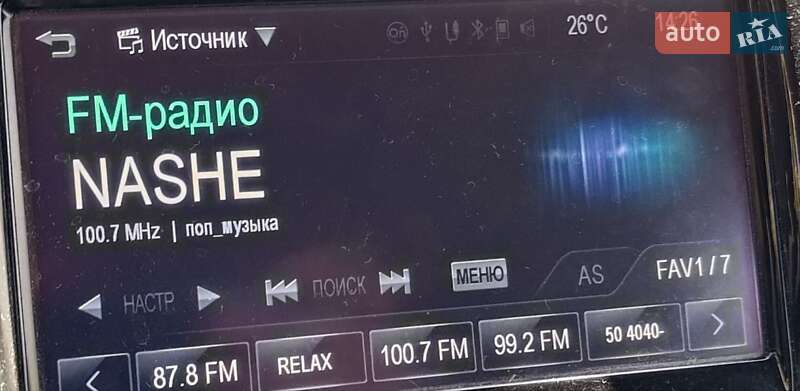 Источник
26°C
14:26
auto RIA
.com
FM-радио
NASHE
100.7 MHz | поп_музыка
НАСТР. ПОИСК МЕНЮ AS FAV1 / 7
87.8 FM RELAX 100.7 FM 99.2 FM 50 4040-